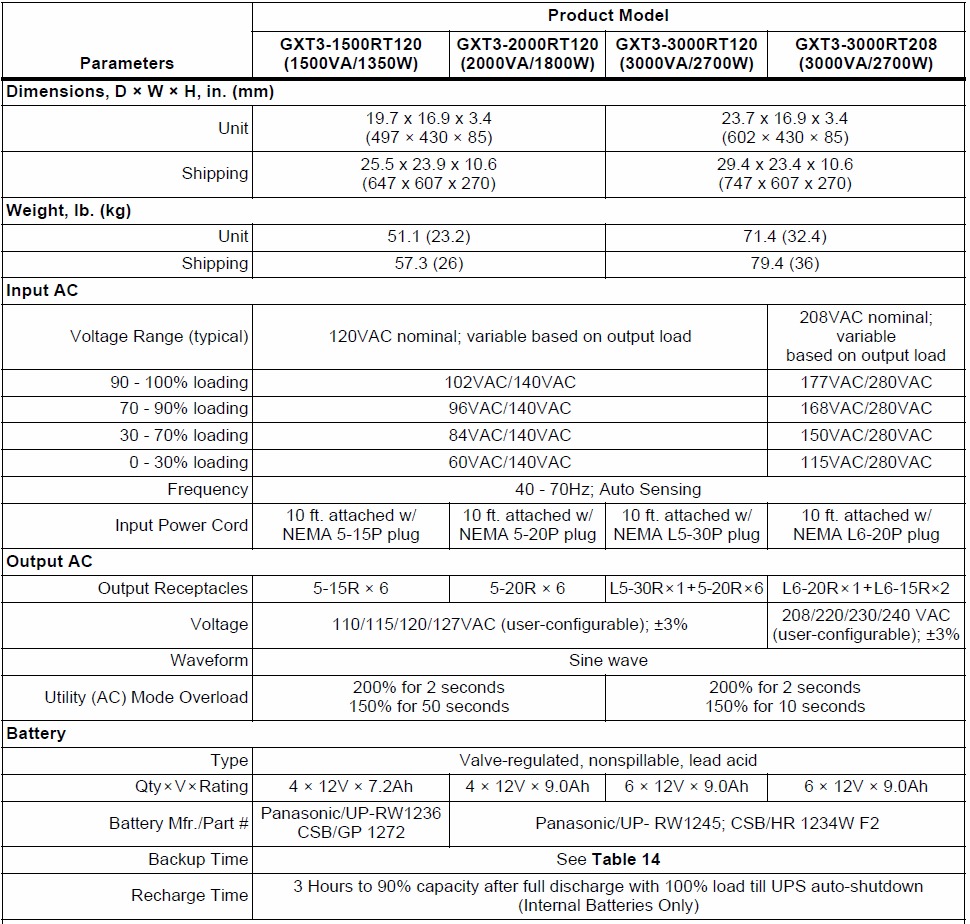 Product Model
Parameters
GXT3-1500RT120
(1500VA/1350W)
GXT3-2000RT120
(2000VA/1800W)
GXT3-3000RT120
(3000VA/2700W)
GXT3-3000RT208
(3000VA/2700W)
Dimensions, D × W × H, in. (mm)
Unit
19.7 x 16.9 x 3.4
(497 × 430 × 85)
23.7 x 16.9 x 3.4
(602 × 430 × 85)
Shipping
25.5 x 23.9 x 10.6
(647 x 607 x 270)
29.4 x 23.4 x 10.6
(747 x 607 x 270)
Weight, lb. (kg)
Unit
51.1 (23.2)
71.4 (32.4)
Shipping
57.3 (26)
79.4 (36)
Input AC
Voltage Range (typical)
120VAC nominal; variable based on output load
208VAC nominal;
variable
based on output load
90 - 100% loading
102VAC/140VAC
177VAC/280VAC
70 - 90% loading
96VAC/140VAC
168VAC/280VAC
30 - 70% loading
84VAC/140VAC
150VAC/280VAC
0 - 30% loading
60VAC/140VAC
115VAC/280VAC
Frequency
40 - 70Hz; Auto Sensing
Input Power Cord
10 ft. attached w/
NEMA 5-15P plug
10 ft. attached w/
NEMA 5-20P plug
10 ft. attached w/
NEMA L5-30P plug
10 ft. attached w/
NEMA L6-20P plug
Output AC
Output Receptacles
5-15R × 6
5-20R × 6
L5-30R×1+5-20R×6
L6-20R×1+L6-15R×2
Voltage
110/115/120/127VAC (user-configurable); ±3%
208/220/230/240 VAC
(user-configurable); ±3%
Waveform
Sine wave
Utility (AC) Mode Overload
200% for 2 seconds
150% for 50 seconds
200% for 2 seconds
150% for 10 seconds
Battery
Type
Valve-regulated, nonspillable, lead acid
Qty×V×Rating
4 × 12V × 7.2Ah
4 × 12V × 9.0Ah
6 × 12V × 9.0Ah
6 × 12V × 9.0Ah
Battery Mfr./Part #
Panasonic/UP-RW1236
CSB/GP 1272
Panasonic/UP- RW1245; CSB/HR 1234W F2
Backup Time
See Table 14
Recharge Time
3 Hours to 90% capacity after full discharge with 100% load till UPS auto-shutdown
(Internal Batteries Only)